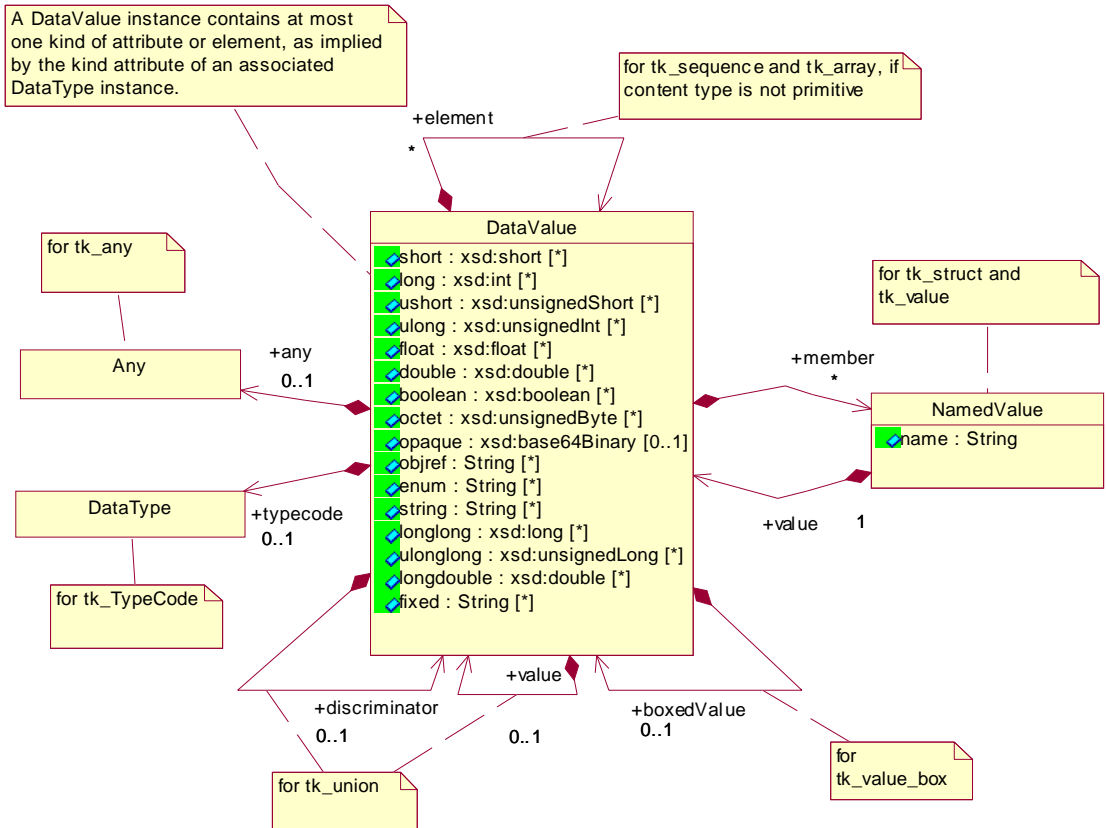 A DataValue instance contains at most
one kind of attribute or element, as implied
by the kind attribute of an associated
DataType instance.
for tk_sequence and tk_array, if
content type is not primitive
+element
*
DataValue
short : xsd:short [*]
long : xsd:int [*]
ushort : xsd:unsignedShort [*]
ulong : xsd:unsignedInt [*]
float : xsd:float [*]
double : xsd:double [*]
boolean : xsd:boolean [*]
octet : xsd:unsignedByte [*]
opaque : xsd:base64Binary [0..1]
objref : String [*]
enum : String [*]
string : String [*]
longlong : xsd:long [*]
ulonglong : xsd:unsignedLong [*]
longdouble : xsd:double [*]
fixed : String [*]
for tk_any
Any
+any
0..1
DataType
+typecode
0..1
for tk_TypeCode
for tk_struct and
tk_value
+member
*
NamedValue
name : String
+value
1
+discriminator
0..1
+value
0..1
+boxedValue
0..1
for tk_union
for
tk_value_box